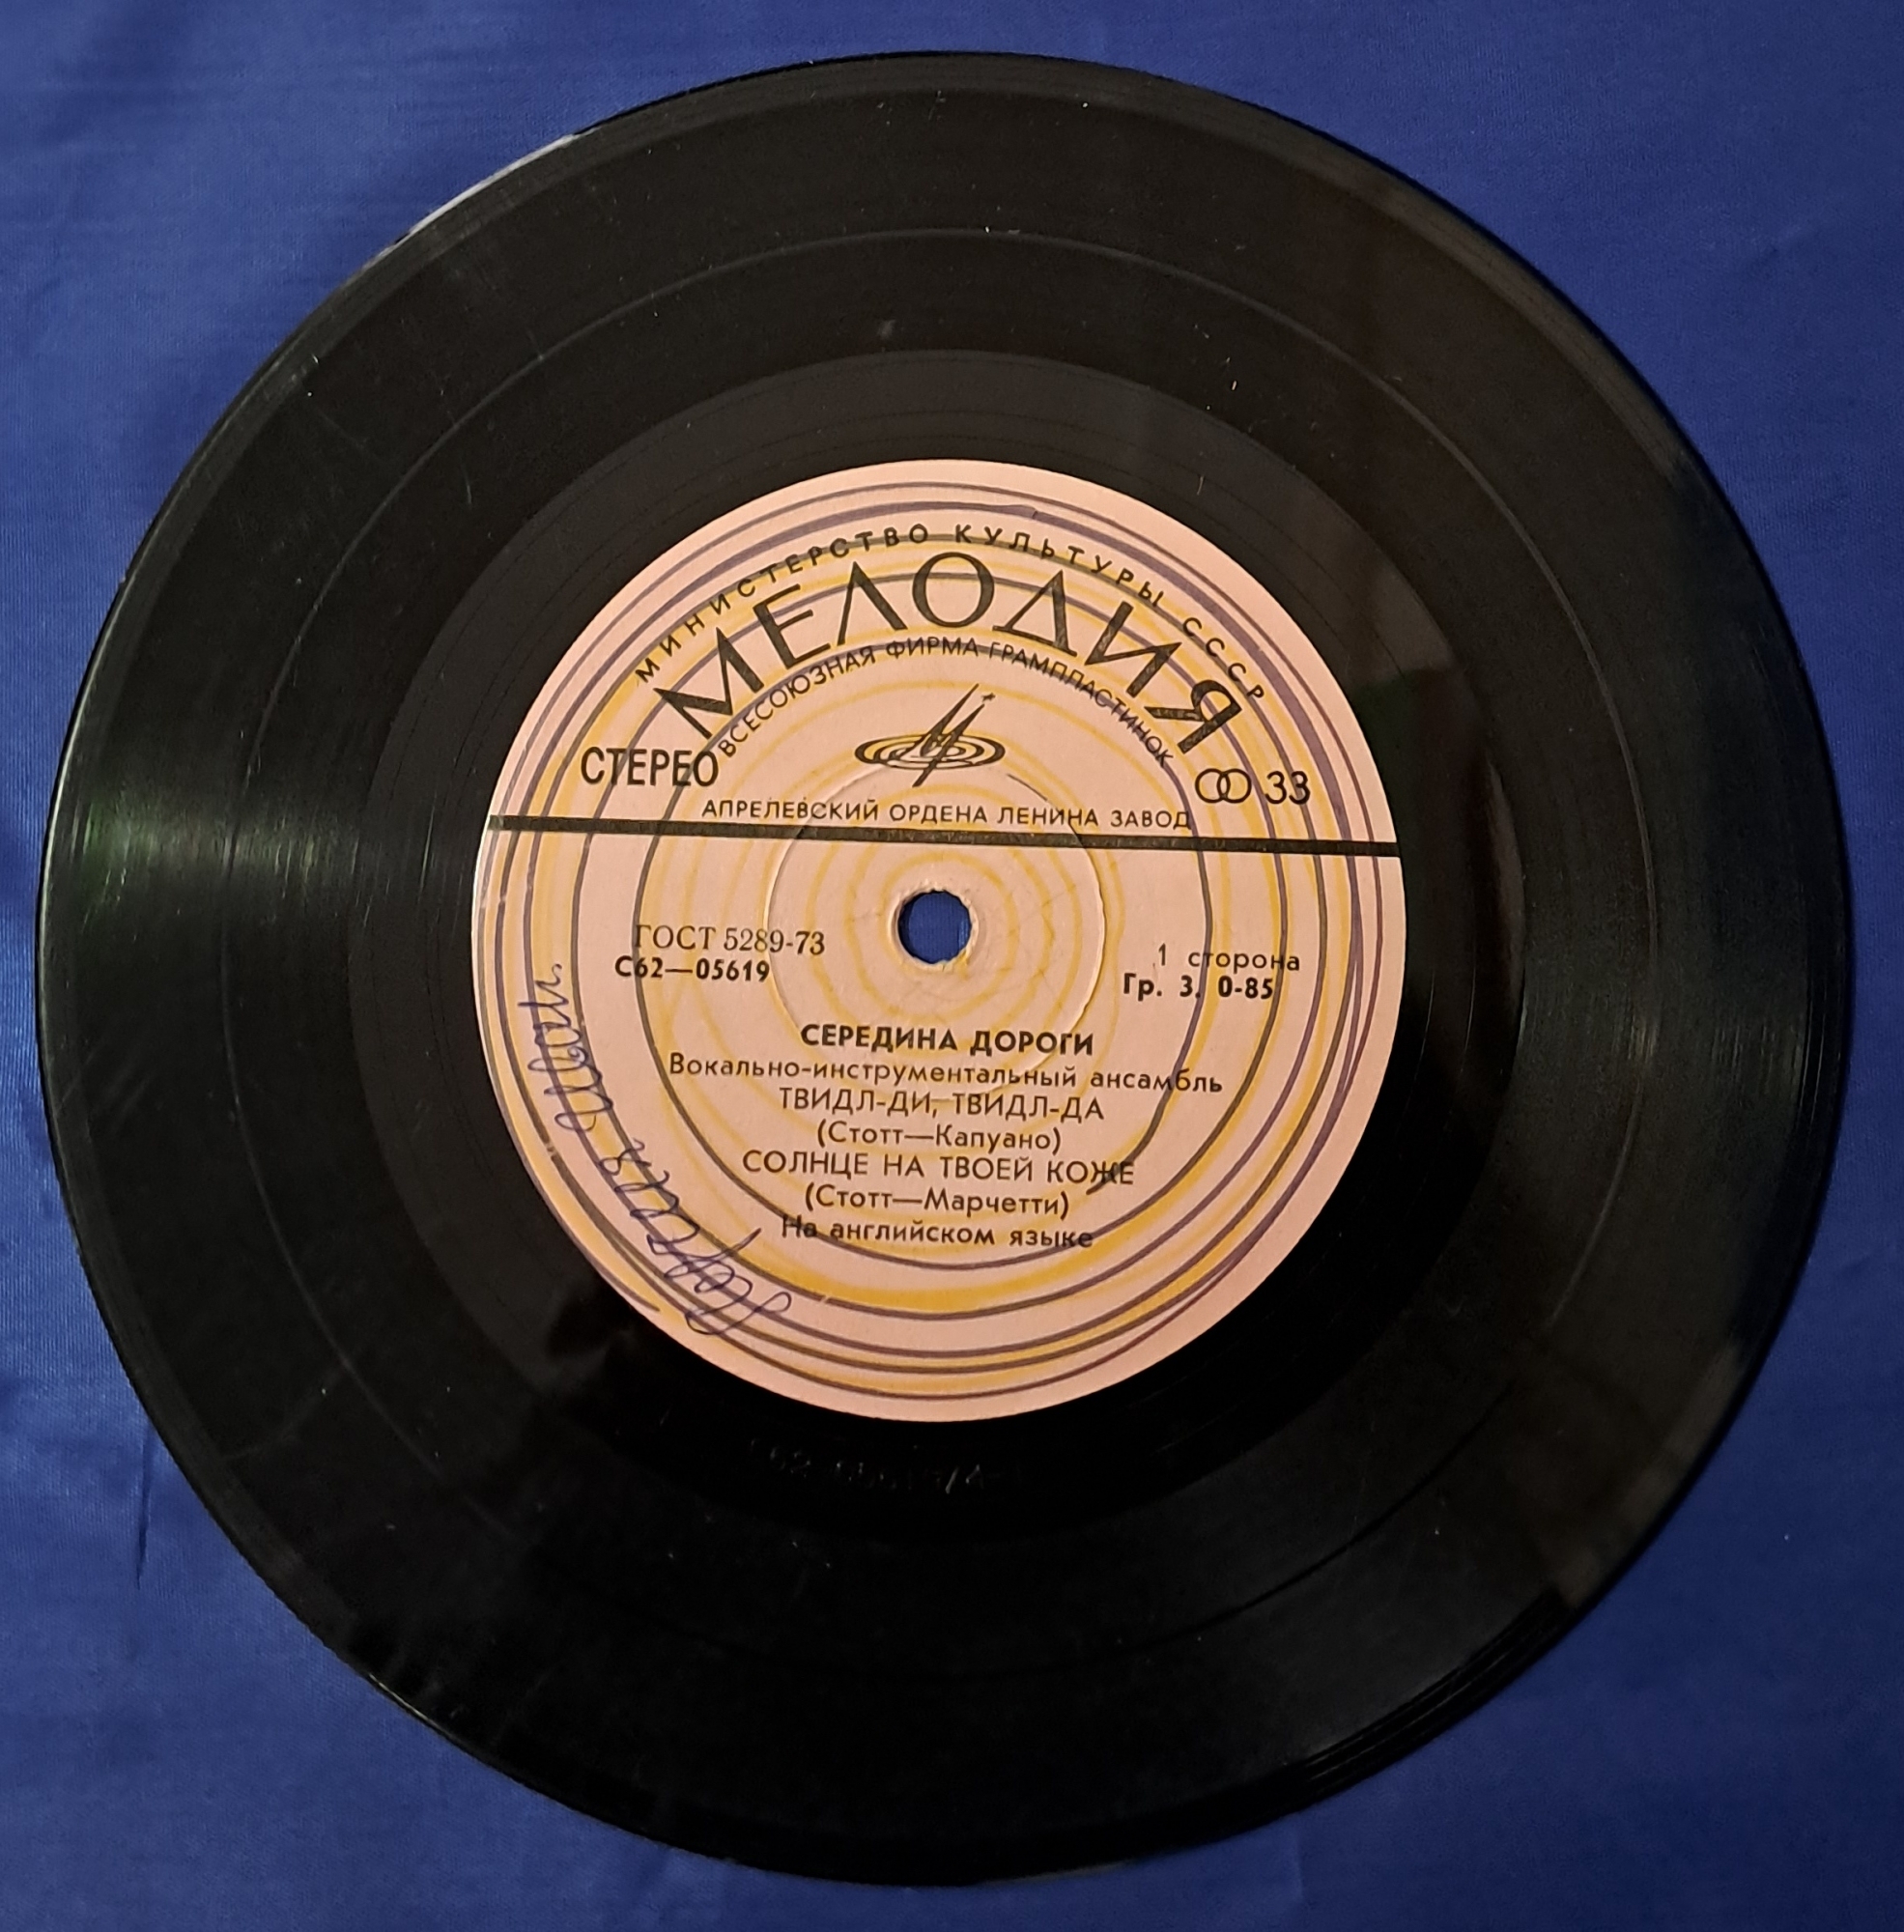 МИНИСТЕРСТВО КУЛЬТУРЫ СССР
МЕЛОДИЯ
ВСЕСОЮЗНАЯ ФИРМА ГРАМПЛАСТИНОК
СТЕРЕО
33
АПРЕЛЕВСКИЙ ОРДЕНА ЛЕНИНА ЗАВОД
ГОСТ 5289-73
С62—05619
1 сторона
Гр. 3. 0-85
СЕРЕДИНА ДОРОГИ
Вокально-инструментальный ансамбль
ТВИДЛ-ДИ, ТВИДЛ-ДА
(Стотт—Капуано)
СОЛНЦЕ НА ТВОЕЙ КОЖЕ
(Стотт—Марчетти)
На английском языке